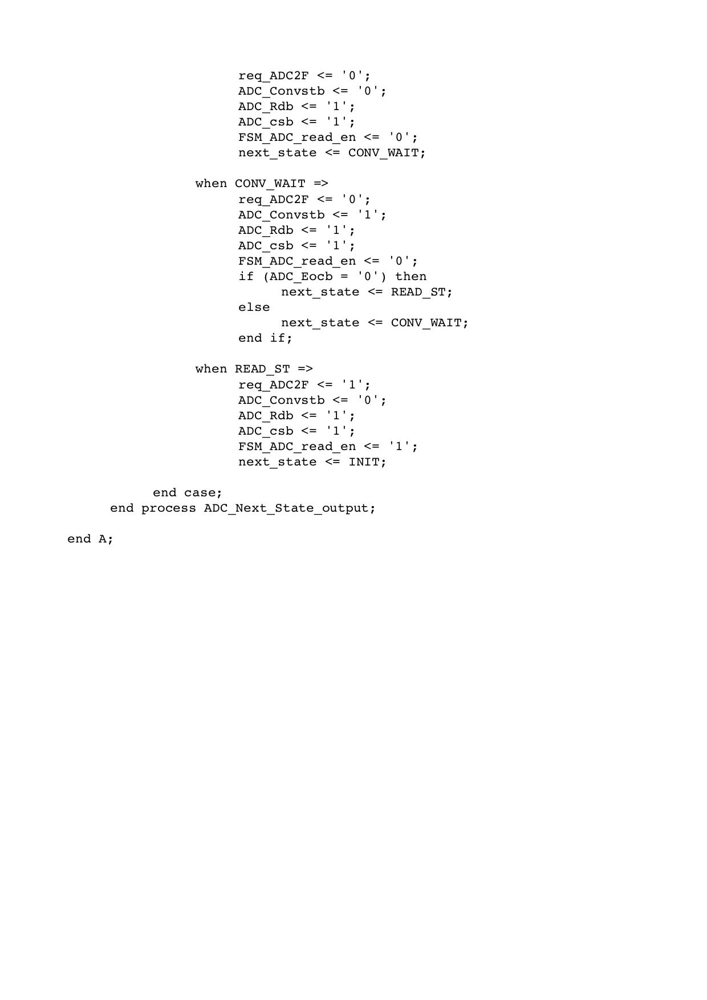 req_ADC2F <= '0';
ADC_Convstb <= '0';
ADC_Rdb <= '1';
ADC_csb <= '1';
FSM_ADC_read_en <= '0';
next_state <= CONV_WAIT;
when CONV_WAIT =>
req_ADC2F <= '0';
ADC_Convstb <= '1';
ADC_Rdb <= '1';
ADC_csb <= '1';
FSM_ADC_read_en <= '0';
if (ADC_Eocb = '0') then
next_state <= READ_ST;
else
next_state <= CONV_WAIT;
end if;
when READ_ST =>
req_ADC2F <= '1';
ADC_Convstb <= '0';
ADC_Rdb <= '1';
ADC_csb <= '1';
FSM_ADC_read_en <= '1';
next_state <= INIT;
end case;
end process ADC_Next_State_output;
end A;